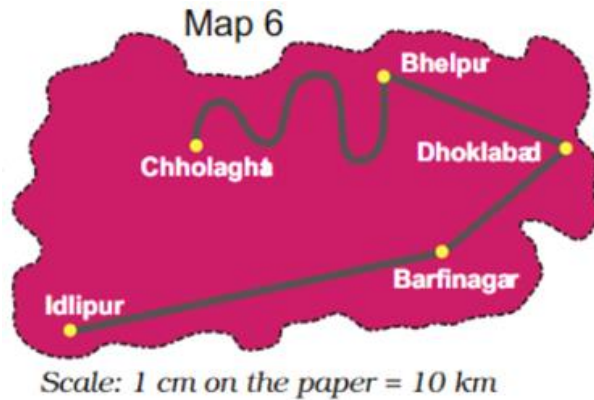 Map 6
Bhelpur
Dhoklabad
Chholaghat
Barfinagar
Idlipur
Scale: 1 cm on the paper = 10 km